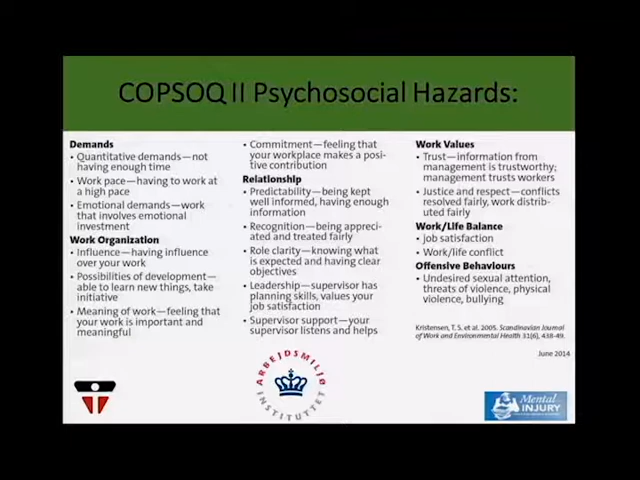 COPSOQ II Psychosocial Hazards:
Demands
• Quantitative demands—not
having enough time
• Work pace—having to work at
a high pace
• Emotional demands—work
that involves emotional
investment
Work Organization
• Influence—having influence
over your work
• Possibilities of development—
able to learn new things, take
initiative
• Meaning of work—feeling that
your work is important and
meaningful
• Commitment—feeling that
your workplace makes a posi-
tive contribution
Relationship
• Predictability—being kept
well informed, having enough
information
• Recognition—being appreci-
ated and treated fairly
• Role clarity—knowing what
is expected and having clear
objectives
• Leadership—supervisor has
planning skills, values your
job satisfaction
• Supervisor support—your
supervisor listens and helps
Work Values
• Trust—information from
management is trustworthy;
management trusts workers
• Justice and respect—conflicts
resolved fairly, work distrib-
uted fairly
Work/Life Balance
• job satisfaction
• Work/life conflict
Offensive Behaviours
• Undesired sexual attention,
threats of violence, physical
violence, bullying
Kristensen, T. S. et al. 2005. Scandinavian Journal
of Work and Environmental Health 31(6), 438-49.
June 2014
ARBEJDSMILJØ
INSTITUTTET
Mental
INJURY